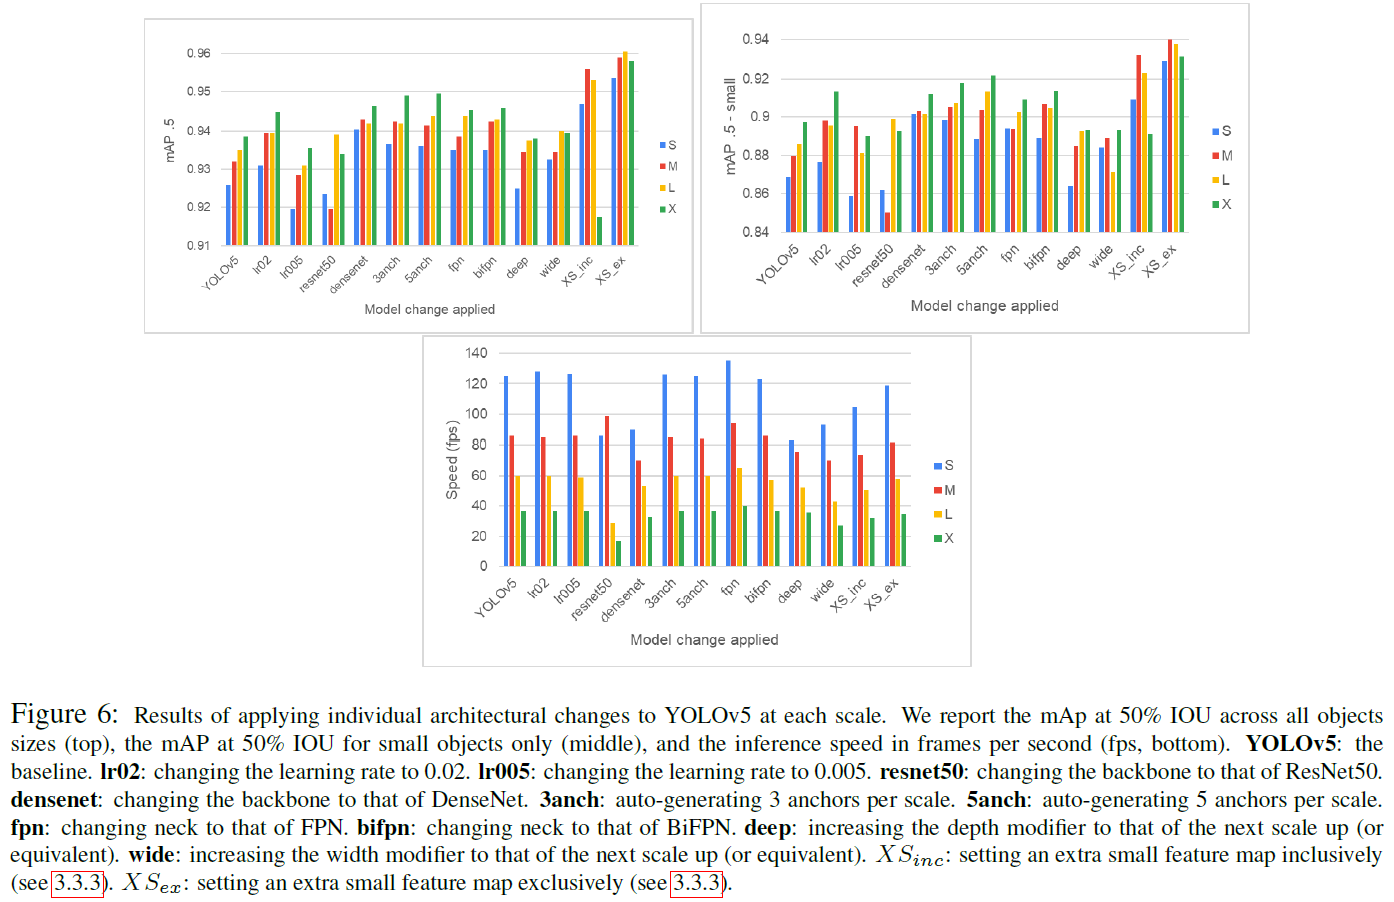 0.96
0.95
0.94
0.93
0.92
0.91
mAP .5
YOLOv5 lr02 lr005 resnet50 densenet 3anch 5anch fpn bifpn deep wide XS_inc XS_ex
Model change applied
S
M
L
X
0.94
0.92
0.9
0.88
0.86
0.84
mAP .5 - small
YOLOv5 lr02 lr005 resnet50 densenet 3anch 5anch fpn bifpn deep wide XS_inc XS_ex
Model change applied
S
M
L
X
140
120
100
80
60
40
20
0
Speed (fps)
YOLOv5 lr02 lr005 resnet50 densenet 3anch 5anch fpn bifpn deep wide XS_inc XS_ex
Model change applied
S
M
L
X
Figure 6: Results of applying individual architectural changes to YOLOv5 at each scale. We report the mAp at 50% IOU across all objects
sizes (top), the mAP at 50% IOU for small objects only (middle), and the inference speed in frames per second (fps, bottom). YOLOv5: the
baseline. lr02: changing the learning rate to 0.02. lr005: changing the learning rate to 0.005. resnet50: changing the backbone to that of ResNet50.
densenet: changing the backbone to that of DenseNet. 3anch: auto-generating 3 anchors per scale. 5anch: auto-generating 5 anchors per scale.
fpn: changing neck to that of FPN. bifpn: changing neck to that of BiFPN. deep: increasing the depth modifier to that of the next scale up (or
equivalent). wide: increasing the width modifier to that of the next scale up (or equivalent). XS_inc: setting an extra small feature map inclusively
(see 3.3.3). XS_ex: setting an extra small feature map exclusively (see 3.3.3).